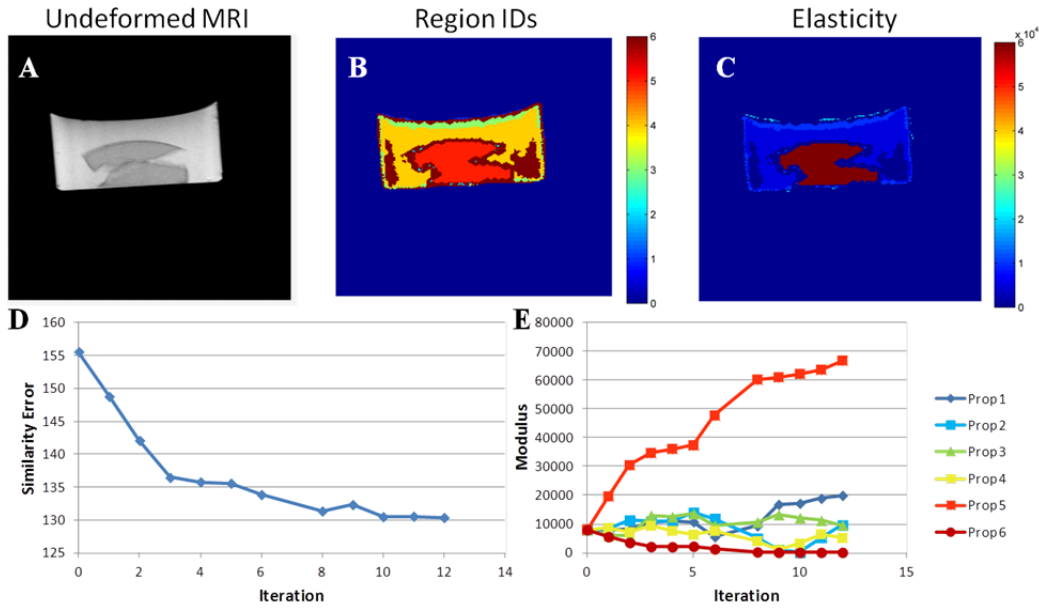 Undeformed MRI
Region IDs
Elasticity
A
B
C
6
5
4
3
2
1
0
x 10⁴
6
5
4
3
2
1
0
D
160
155
150
145
140
135
130
125
0 2 4 6 8 10 12 14
Similarity Error
Iteration
E
80000
70000
60000
50000
40000
30000
20000
10000
0
0 5 10 15
Modulus
Iteration
Prop1
Prop2
Prop3
Prop4
Prop5
Prop6